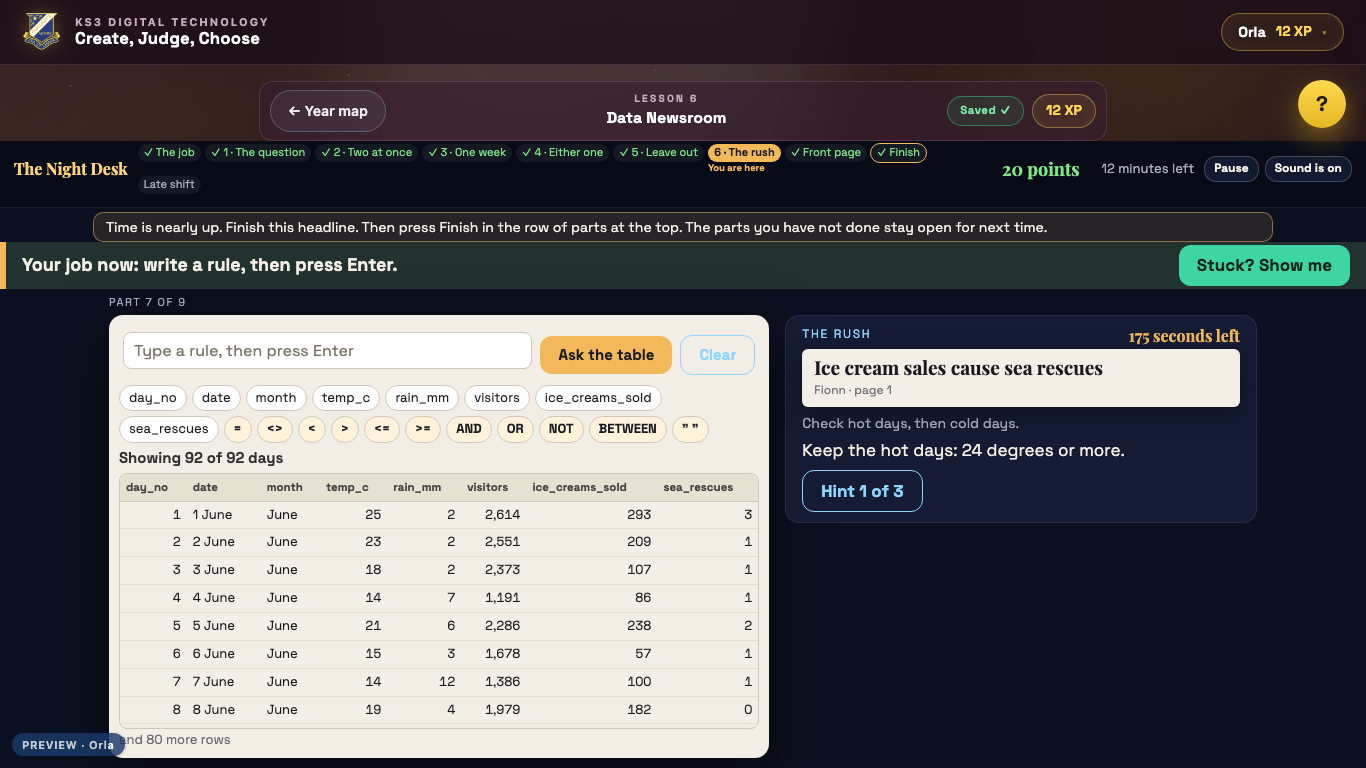 KS3 DIGITAL TECHNOLOGY
Create, Judge, Choose
Orla 12 XP
← Year map
LESSON 6
Data Newsroom
Saved ✓
12 XP
?
The Night Desk
✓ The job
✓ 1 · The question
✓ 2 · Two at once
✓ 3 · One week
✓ 4 · Either one
✓ 5 · Leave out
6 · The rush
You are here
✓ Front page
✓ Finish
Late shift
20 points
12 minutes left
Pause
Sound is on
Time is nearly up. Finish this headline. Then press Finish in the row of parts at the top. The parts you have not done stay open for next time.
Your job now: write a rule, then press Enter.
Stuck? Show me
PART 7 OF 9
Type a rule, then press Enter
Ask the table
Clear
day_no date month temp_c rain_mm visitors ice_creams_sold
sea_rescues = <> < > <= >= AND OR NOT BETWEEN " "
Showing 92 of 92 days
day_no date month temp_c rain_mm visitors ice_creams_sold sea_rescues
1 1 June June 25 2 2,614 293 3
2 2 June June 23 2 2,551 209 1
3 3 June June 18 2 2,373 107 1
4 4 June June 14 7 1,191 86 1
5 5 June June 21 6 2,286 238 2
6 6 June June 15 3 1,678 57 1
7 7 June June 14 12 1,386 100 1
8 8 June June 19 4 1,979 182 0
and 80 more rows
THE RUSH
175 seconds left
Ice cream sales cause sea rescues
Fionn · page 1
Check hot days, then cold days.
Keep the hot days: 24 degrees or more.
Hint 1 of 3
PREVIEW · Orla